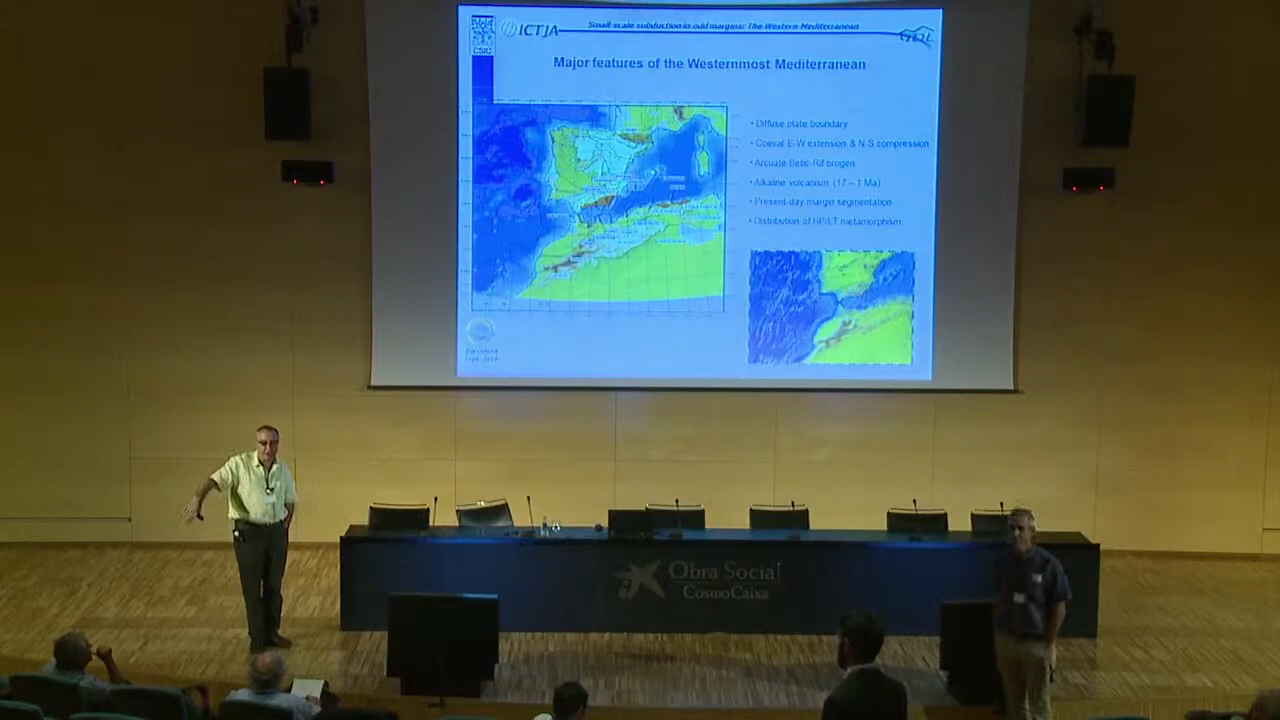 CSIC
ICTJA
Small scale subduction in odd margins: The Western Mediterranean
Major features of the Westernmost Mediterranean
• Diffuse plate boundary
• Coeval E-W extension & N-S compression
• Arcuate Betic-Rif orogen
• Alkaline volcanism (17 – 1 Ma)
• Present-day margin segmentation
• Distribution of HP/LT metamorphism
Obra Social
CosmoCaixa